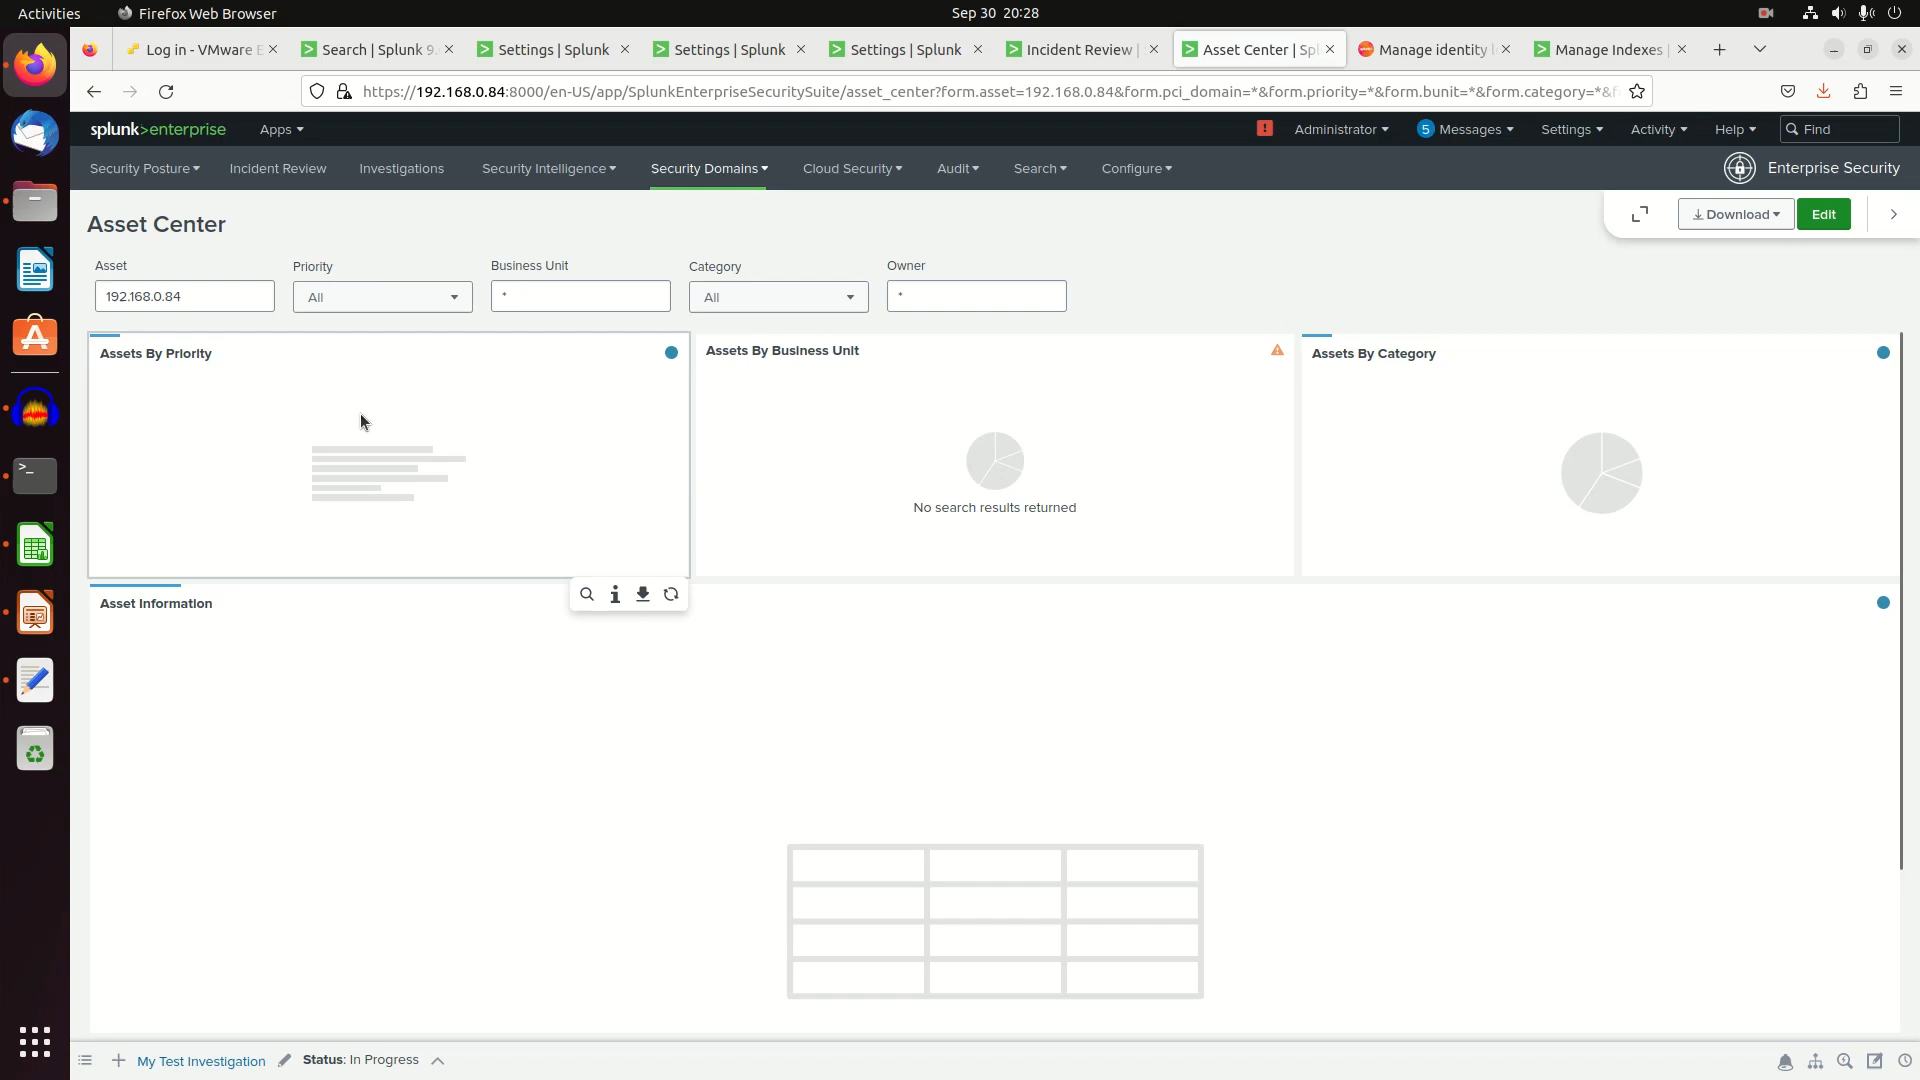 Activities
Firefox Web Browser
Sep 30 20:28
Log in - VMware E
Search | Splunk 9.
Settings | Splunk
Settings | Splunk
Settings | Splunk
Incident Review |
Asset Center | Spl
Manage identity l
Manage Indexes |
https://192.168.0.84:8000/en-US/app/SplunkEnterpriseSecuritySuite/asset_center?form.asset=192.168.0.84&form.pci_domain=*&form.priority=*&form.bunit=*&form.category=*&f
splunk>enterprise
Apps
Administrator
5 Messages
Settings
Activity
Help
Find
Security Posture
Incident Review
Investigations
Security Intelligence
Security Domains
Cloud Security
Audit
Search
Configure
Enterprise Security
Asset Center
Download
Edit
Asset
Priority
Business Unit
Category
Owner
192.168.0.84
All
*
All
*
Assets By Priority
Assets By Business Unit
Assets By Category
No search results returned
Asset Information
My Test Investigation
Status: In Progress